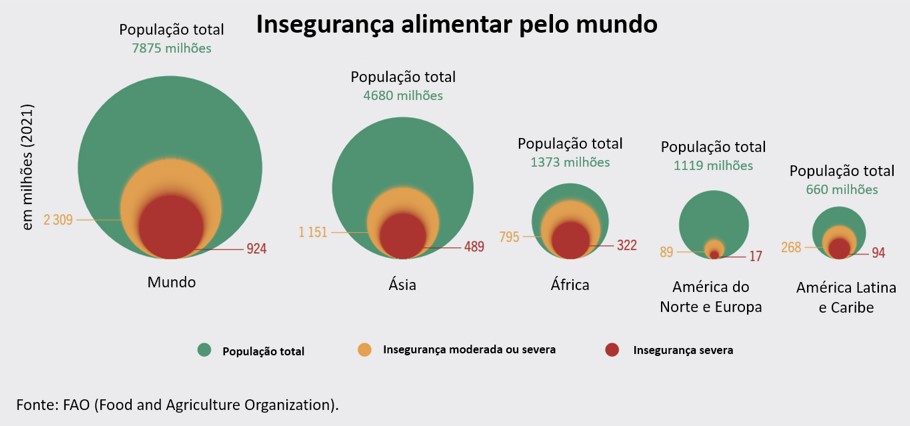 Insegurança alimentar pelo mundo
em milhões (2021)
População total
7875 milhões
2 309
924
Mundo
População total
4680 milhões
1 151
489
Ásia
População total
1373 milhões
795
322
África
População total
1119 milhões
89
17
América do
Norte e Europa
População total
660 milhões
268
94
América Latina
e Caribe
População total
Insegurança moderada ou severa
Insegurança severa
Fonte: FAO (Food and Agriculture Organization).